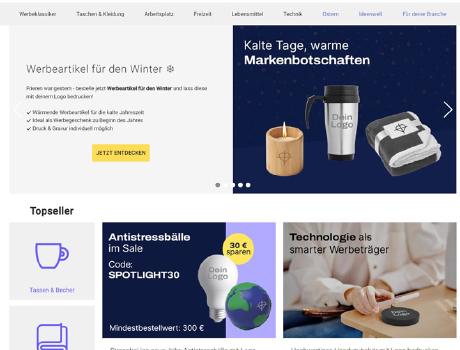 Werbeklassiker Taschen & Kleidung Arbeitsplatz Freizeit Lebensmittel Technik Ostern Ideenwelt Für deine Branche
Werbeartikel für den Winter ❄
Frieren war gestern - bestelle jetzt Werbeartikel für den Winter und lass diese
mit deinem Logo bedrucken!
✓ Wärmende Werbeartikel für die kalte Jahreszeit
✓ Ideal als Werbegeschenk zu Beginn des Jahres
✓ Druck & Gravur individuell möglich
JETZT ENTDECKEN
Kalte Tage, warme
Markenbotschaften
Dein
Logo
Topseller
Tassen & Becher
Antistressbälle
im Sale
Code:
SPOTLIGHT30
Mindestbestellwert: 300 €
30 €
sparen
Dein
Logo
Technologie als
smarter Werbeträger
Dein
Logo